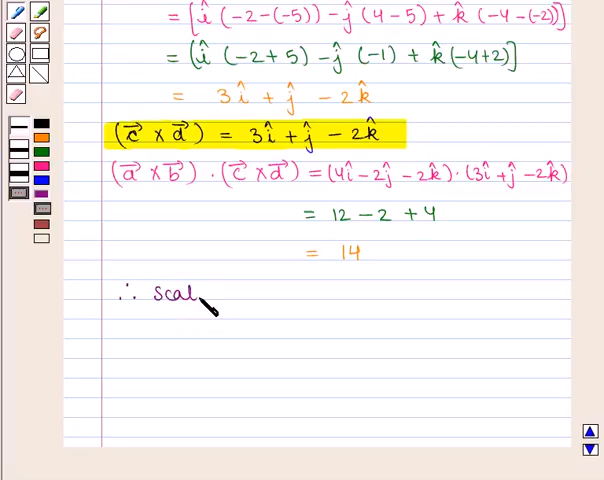 = [î (-2-(-5)) - ĵ (4-5) + k̂ (-4-(-2))]
= (î (-2+5) - ĵ (-1) + k̂ (-4+2)]
= 3î + ĵ - 2k̂
(c⃗ × d⃗) = 3î + ĵ - 2k̂
(a⃗ × b⃗) · (c⃗ × d⃗) = (4î - 2ĵ - 2k̂) · (3î + ĵ - 2k̂)
= 12 - 2 + 4
= 14
∴ scal